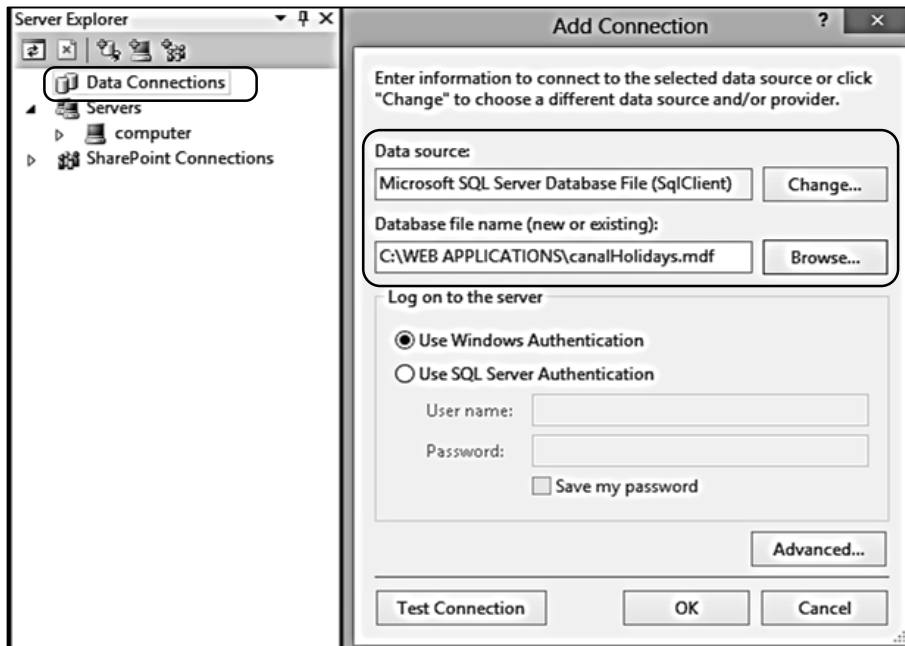 Server Explorer
Data Connections
Servers
computer
SharePoint Connections
Add Connection
?
Enter information to connect to the selected data source or click
"Change" to choose a different data source and/or provider.
Data source:
Microsoft SQL Server Database File (SqlClient)
Change...
Database file name (new or existing):
C:\WEB APPLICATIONS\canalHolidays.mdf
Browse...
Log on to the server
Use Windows Authentication
Use SQL Server Authentication
User name:
Password:
Save my password
Advanced...
Test Connection
OK
Cancel